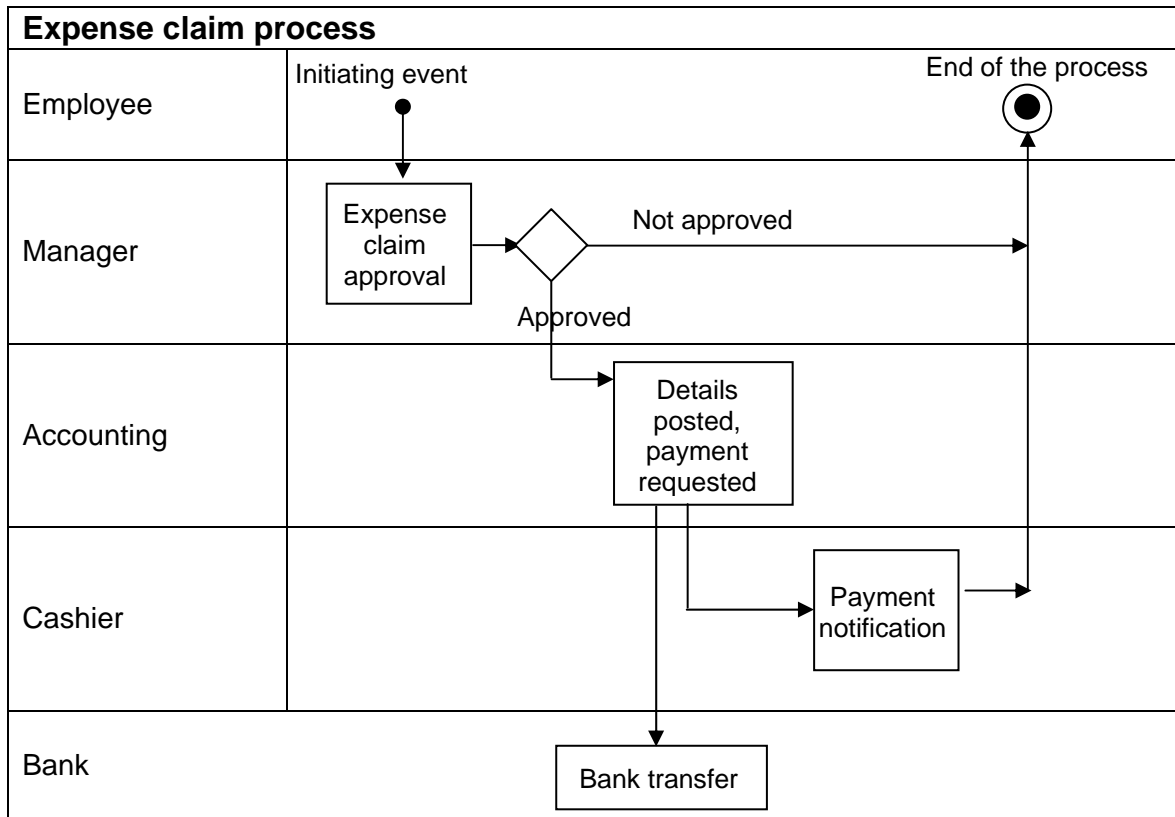 Expense claim process
Employee
Initiating event
End of the process
Manager
Expense
claim
approval
Not approved
Approved
Accounting
Details
posted,
payment
requested
Cashier
Payment
notification
Bank
Bank transfer